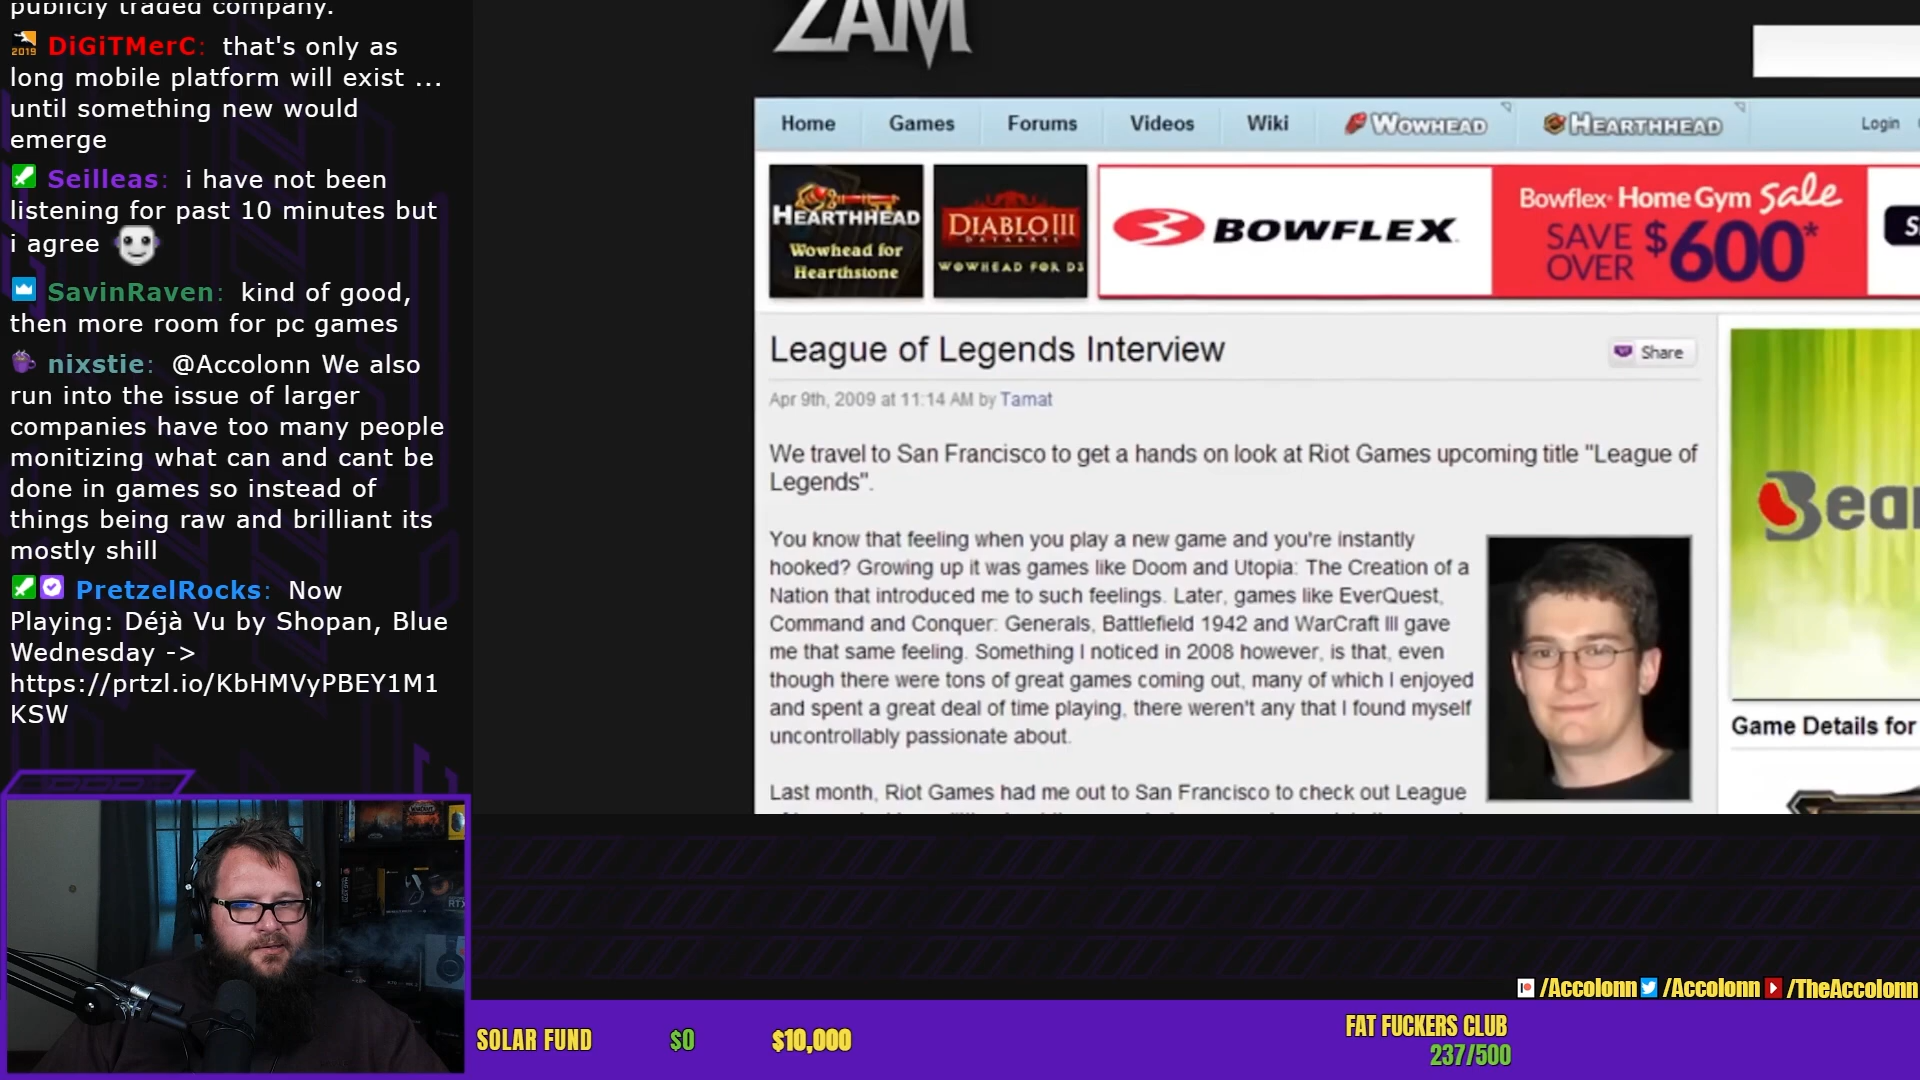 publicly traded company.
2019 DiGiTMerC: that's only as
long mobile platform will exist ...
until something new would
emerge
Seilleas: i have not been
listening for past 10 minutes but
i agree
SavinRaven: kind of good,
then more room for pc games
nixstie: @Accolonn We also
run into the issue of larger
companies have too many people
monitizing what can and cant be
done in games so instead of
things being raw and brilliant its
mostly shill
PretzelRocks: Now
Playing: Déjà Vu by Shopan, Blue
Wednesday ->
https://prtzl.io/KbHMVyPBEY1M1
KSW
ZAM
Home Games Forums Videos Wiki WOWHEAD HEARTHHEAD Login
HEARTHHEAD
Wowhead for
Hearthstone
DIABLO III
DATABASE
WOWHEAD FOR D3
BOWFLEX
Bowflex Home Gym sale
SAVE
OVER
$600*
League of Legends Interview
Share
Apr 9th, 2009 at 11:14 AM by Tamat
We travel to San Francisco to get a hands on look at Riot Games upcoming title "League of
Legends".
You know that feeling when you play a new game and you're instantly
hooked? Growing up it was games like Doom and Utopia: The Creation of a
Nation that introduced me to such feelings. Later, games like EverQuest,
Command and Conquer: Generals, Battlefield 1942 and WarCraft III gave
me that same feeling. Something I noticed in 2008 however, is that, even
though there were tons of great games coming out, many of which I enjoyed
and spent a great deal of time playing, there weren't any that I found myself
uncontrollably passionate about.
Last month, Riot Games had me out to San Francisco to check out League
Bear
Game Details for
/Accolonn /Accolonn /TheAccolonn
SOLAR FUND $0 $10,000
FAT FUCKERS CLUB
237/500